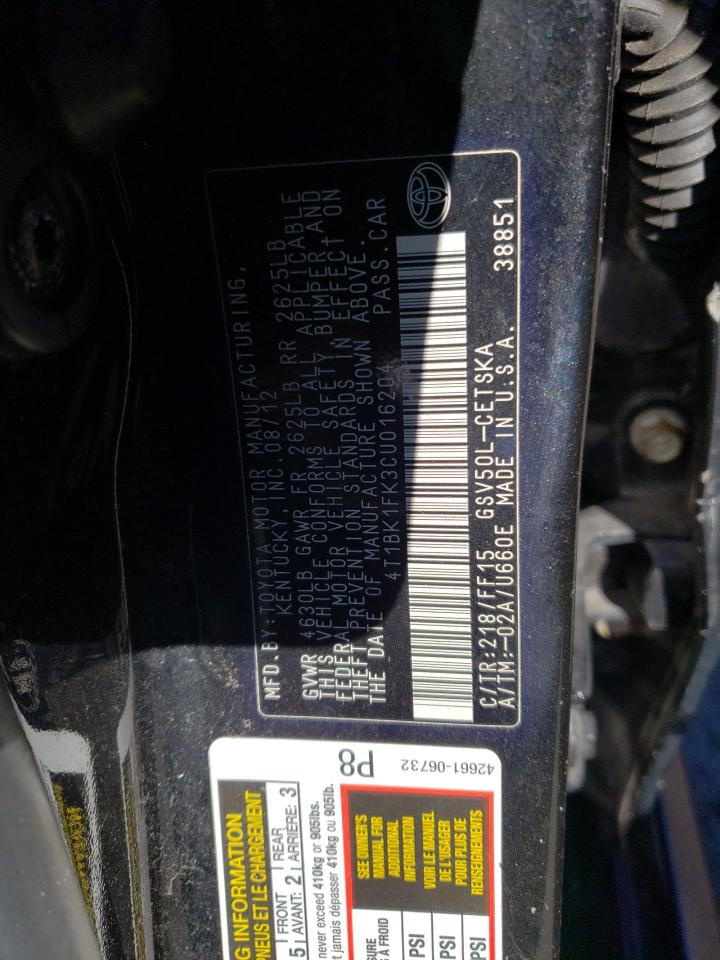 MFD. BY: TOYOTA MOTOR MANUFACTURING,
KENTUCKY, INC. 08/12
GVWR 4630LB GAWR FR 2625LB RR 2625LB
THIS VEHICLE CONFORMS TO ALL APPLICABLE
FEDERAL MOTOR VEHICLE SAFETY, BUMPER AND
THEFT PREVENTION STANDARDS IN EFFECT ON
THE DATE OF MANUFACTURE SHOWN ABOVE.
4T1BK1FK3CU016204 PASS. CAR
C/TR:218/FF15 GSV50L-CETSKA
A/TM:-02A/U660E MADE IN U.S.A. 38851
G INFORMATION
PNEUS ET LE CHARGEMENT
5 FRONT AVANT: 2 REAR ARRIÈRE: 3
never exceed 410kg or 905lbs.
t jamais dépasser 410kg ou 905lb.
P8
SURE
À FROID
PSI
PSI
PSI
SEE OWNER'S
MANUAL FOR
ADDITIONAL
INFORMATION
VOIR LE MANUEL
DE L'USAGER
POUR PLUS DE
RENSEIGNEMENTS
42661-06732